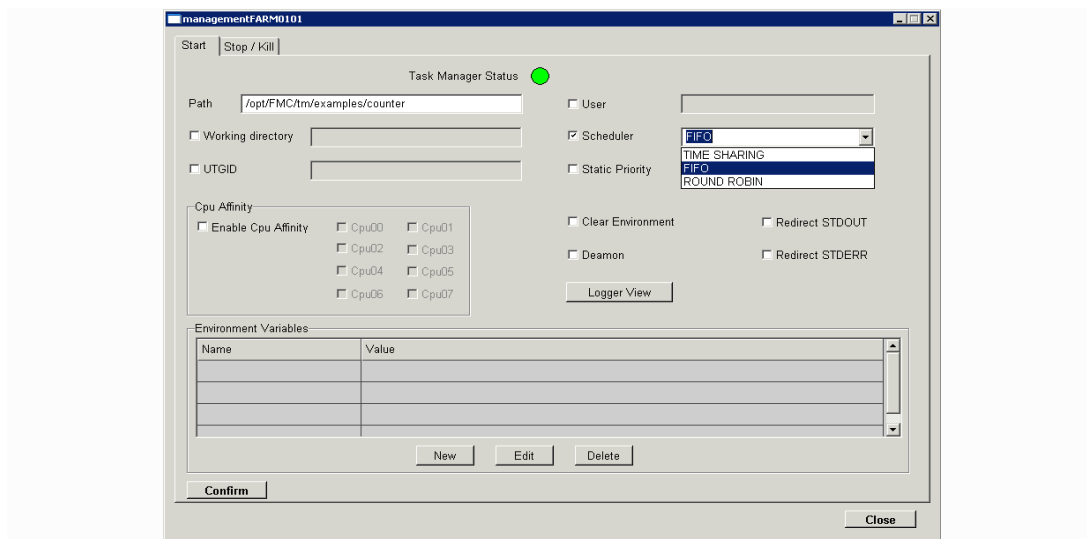 managementFARM0101
Start Stop / Kill
Task Manager Status
Path /opt/FMC/tm/examples/counter User
Working directory Scheduler FIFO
TIME SHARING
UTGID Static Priority FIFO
ROUND ROBIN
Cpu Affinity
Enable Cpu Affinity Cpu00 Cpu01 Clear Environment Redirect STDOUT
Cpu02 Cpu03
Deamon Redirect STDERR
Cpu04 Cpu05
Cpu06 Cpu07 Logger View
Environment Variables
Name Value
New Edit Delete
Confirm
Close